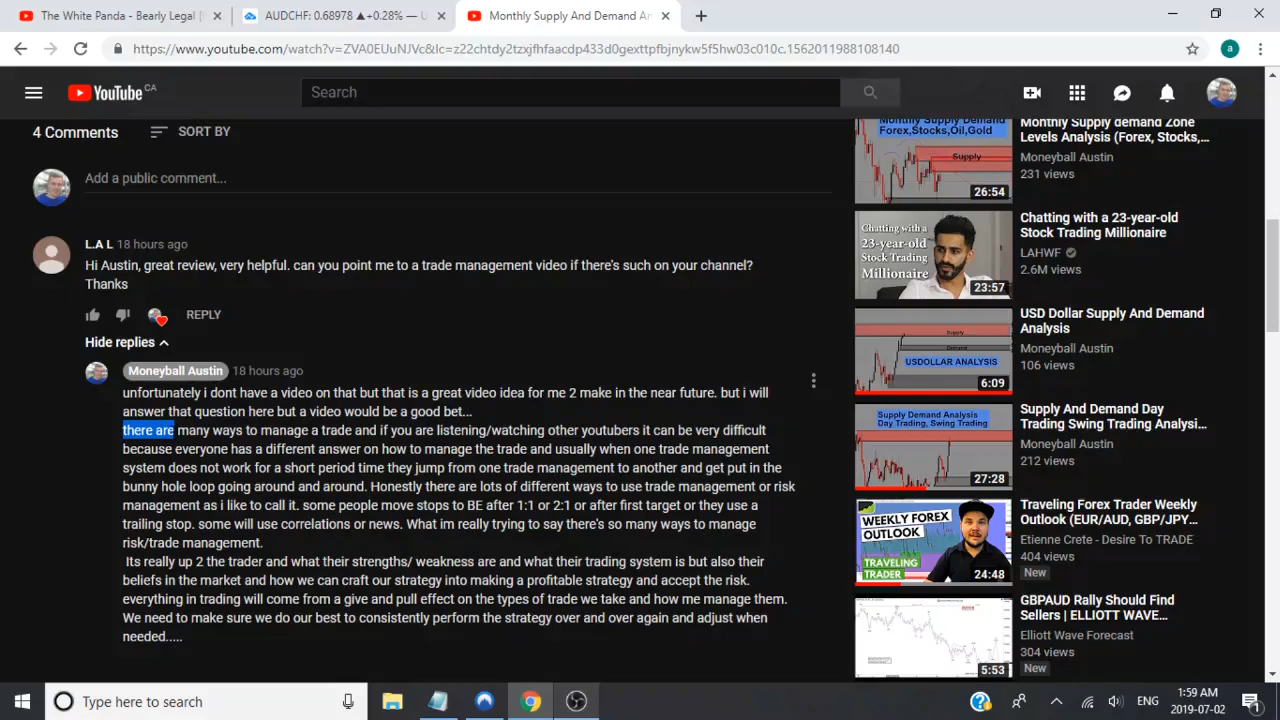 The White Panda - Bearly Legal [
AUDCHF: 0.68978 ▲+0.28% — U
Monthly Supply And Demand An
https://www.youtube.com/watch?v=ZVA0EUuNJVc&lc=z22chtdy2tzxjfhfaacdp433d0gexttpfbjnykw5f5hw03c010c.1562011988108140
a
YouTube CA
Search
4 Comments
SORT BY
Add a public comment...
L.A L 18 hours ago
Hi Austin, great review, very helpful. can you point me to a trade management video if there's such on your channel?
Thanks
REPLY
Hide replies
Moneyball Austin 18 hours ago
unfornately i dont have a video on that but that is a great video idea for me 2 make in the near future. but i will
answer that question here but a video would be a good bet...
there are many ways to manage a trade and if you are listening/watching other youtubers it can be very difficult
because everyone has a different answer on how to manage the trade and usually when one trade management
system does not work for a short period time they jump from one trade management to another and get put in the
bunny hole loop going round and around. Honestly there are lots of different ways to use trade management or risk
management as i like to call it some people move stops to BE after 1:1 or 2:1 or after first target or they use a
trailing stop, some will use correlations or news. What im really trying to say there's so many ways to manage
risk/trade management.
It's really up 2 the trader and what their strengths/ weakness are and what their trading system is but also their
beliefs in the market and how we can craft our strategy into making a profitable strategy and accept the risk.
everyting in trading will come from a give and pull effect on the types of trade we take and how me manage them.
We need to make sure we do our best to consistently perform the strategy over and over again and adjust when
needed.....
Monthly Supply Demand
Forex,Stocks,Oil,Gold
Supply
26:54
Monthly Supply demand Zone
Levels Analysis (Forex, Stocks,...
Moneyball Austin
231 views
Chatting with a
23-year-old
Stock Trading
Millionaire
23:57
Chatting with a 23-year-old
Stock Trading Millionaire
LAHWF
2.6M views
Supply
Demand
USDOLLAR ANALYSIS
6:09
USD Dollar Supply And Demand
Analysis
Moneyball Austin
106 views
Supply Demand Analysis
Day Trading, Swing Trading
27:28
Supply And Demand Day
Trading Swing Trading Analysi...
Moneyball Austin
212 views
WEEKLY FOREX
OUTLOOK
TRAVELING
TRADER
24:48
Traveling Forex Trader Weekly
Outlook (EUR/AUD, GBP/JPY...
Etienne Crete - Desire To TRADE
404 views
New
5:53
GBPAUD Rally Should Find
Sellers | ELLIOTT WAVE...
Elliott Wave Forecast
304 views
New
Type here to search
ENG
1:59 AM
2019-07-02
1